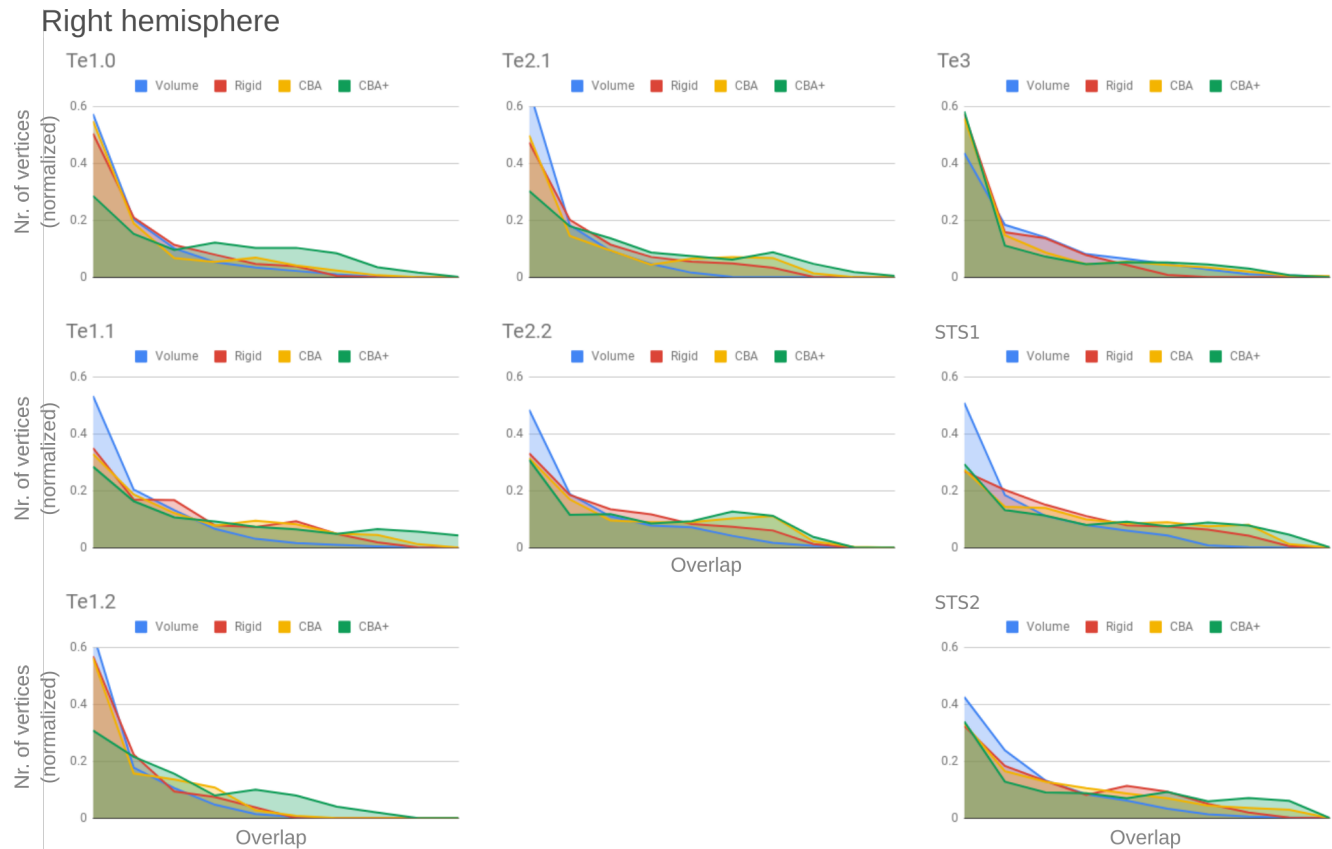 Right hemisphere
Te1.0
Volume Rigid CBA CBA+
0.6
0.4
0.2
0
Nr. of vertices
(normalized)
Te2.1
Volume Rigid CBA CBA+
0.6
0.4
0.2
0
Te3
Volume Rigid CBA CBA+
0.6
0.4
0.2
0
Te1.1
Volume Rigid CBA CBA+
0.6
0.4
0.2
0
Nr. of vertices
(normalized)
Te2.2
Volume Rigid CBA CBA+
0.6
0.4
0.2
0
Overlap
STS1
Volume Rigid CBA CBA+
0.6
0.4
0.2
0
Te1.2
Volume Rigid CBA CBA+
0.6
0.4
0.2
0
Nr. of vertices
(normalized)
Overlap
STS2
Volume Rigid CBA CBA+
0.6
0.4
0.2
0
Overlap